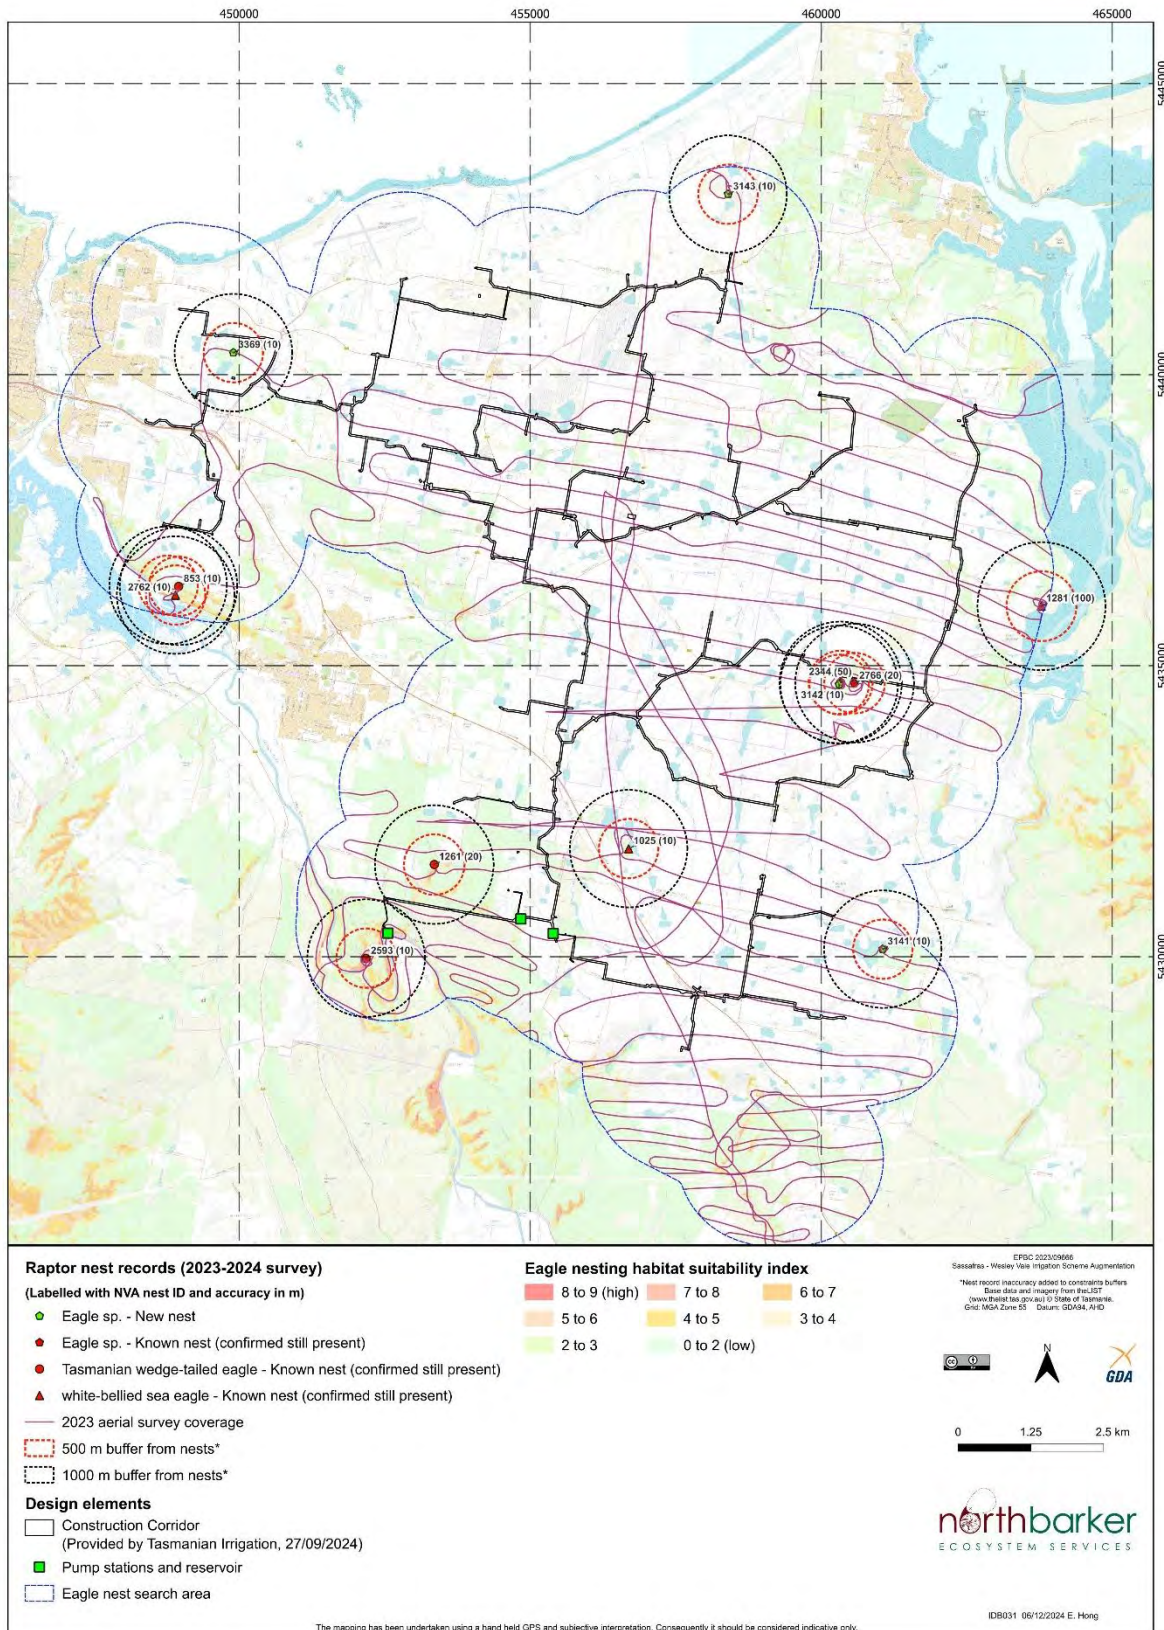 450000
455000
460000
465000
5445000
3143 (10)
3369 (10)
5440000
853 (10)
2762 (10)
1281 (100)
5435000
2344 (50)
2766 (20)
3142 (10)
1261 (20)
1025 (10)
2593 (10)
3141 (10)
5430000
Raptor nest records (2023-2024 survey)
(Labelled with NVA nest ID and accuracy in m)
Eagle sp. - New nest
Eagle sp. - Known nest (confirmed still present)
Tasmanian wedge-tailed eagle - Known nest (confirmed still present)
white-bellied sea eagle - Known nest (confirmed still present)
2023 aerial survey coverage
500 m buffer from nests*
1000 m buffer from nests*
Design elements
Construction Corridor
(Provided by Tasmanian Irrigation, 27/09/2024)
Pump stations and reservoir
Eagle nest search area
Eagle nesting habitat suitability index
8 to 9 (high)
7 to 8
6 to 7
5 to 6
4 to 5
3 to 4
2 to 3
0 to 2 (low)
EPBC 2023/09666
Sassafras - Wesley Vale Irrigation Scheme Augmentation
*Nest record inaccuracy added to constraints buffers
Base data and imagery from theLIST
(www.thelist.tas.gov.au) © State of Tasmania.
Grid: MGA Zone 55 Datum: GDA94, AHD
cc
N
GDA
0 1.25 2.5 km
northbarker
ECOSYSTEM SERVICES
IDB031 06/12/2024 E. Hong
The mapping has been undertaken using a hand held GPS and subjective interpretation. Consequently it should be considered indicative only.